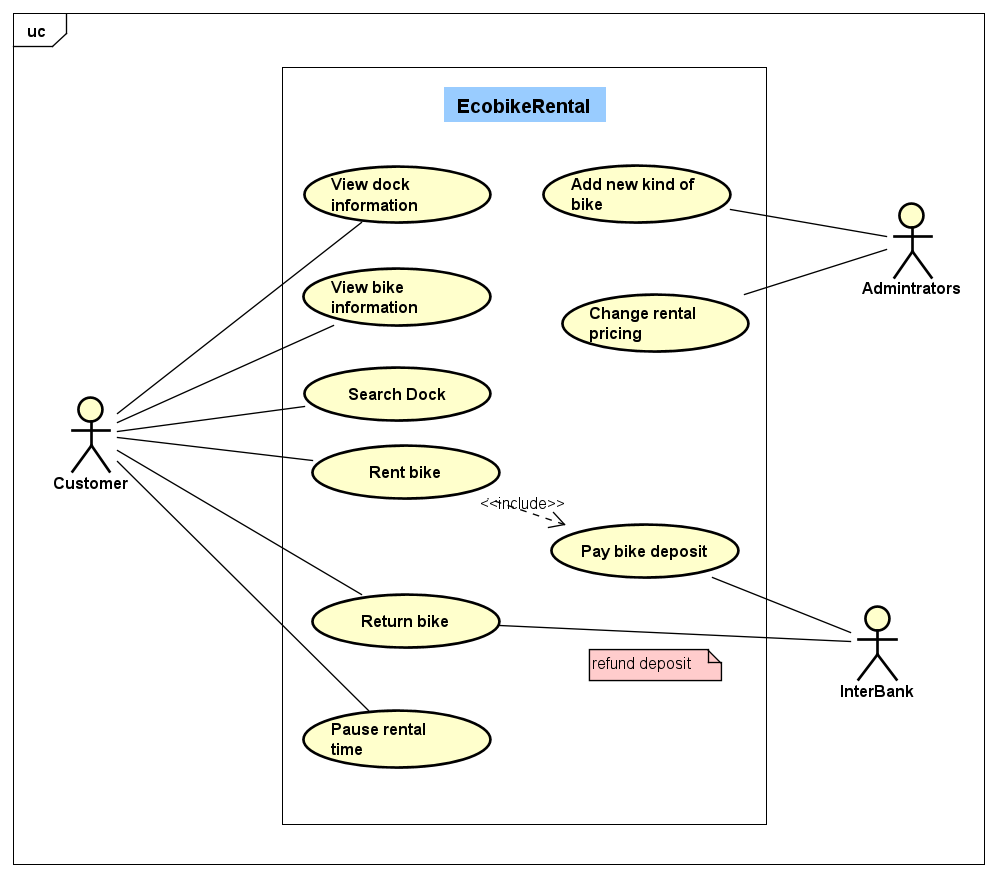 uc
EcobikeRental
View dock
information
Add new kind of
bike
View bike
information
Admintrators
Change rental
pricing
Search Dock
Rent bike
Customer
<<include>>
Pay bike deposit
Return bike
refund deposit
InterBank
Pause rental
time